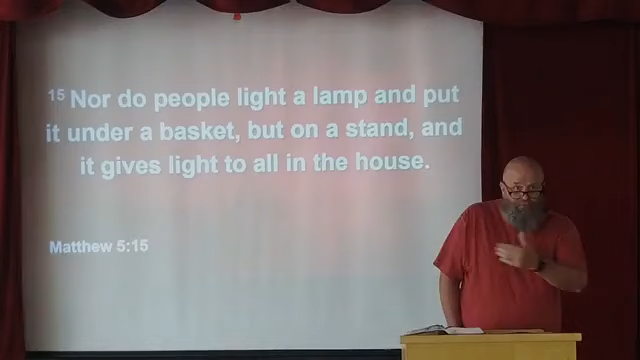 15 Nor do people light a lamp and put
it under a basket, but on a stand, and
it gives light to all in the house.
Matthew 5:15